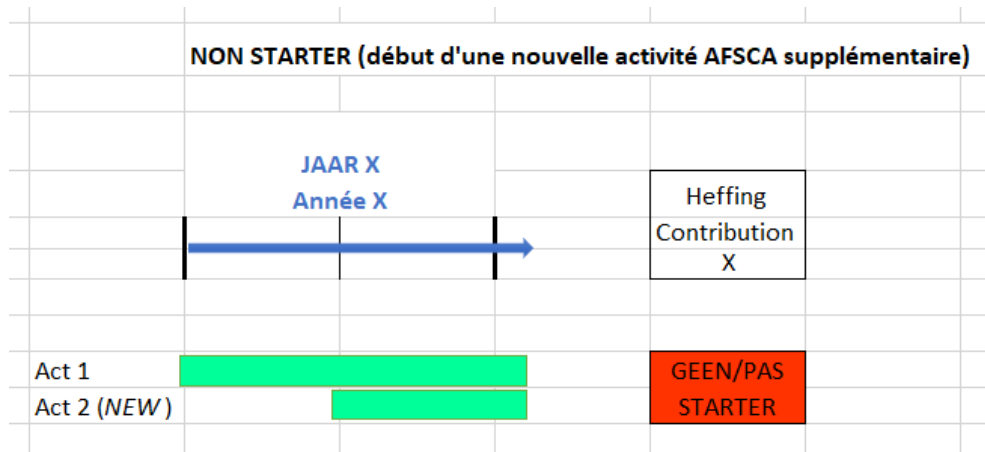 NON STARTER (début d'une nouvelle activité AFSCA supplémentaire)
JAAR X
Année X
Heffing
Contribution
X
Act 1
Act 2 (NEW)
GEEN/PAS
STARTER